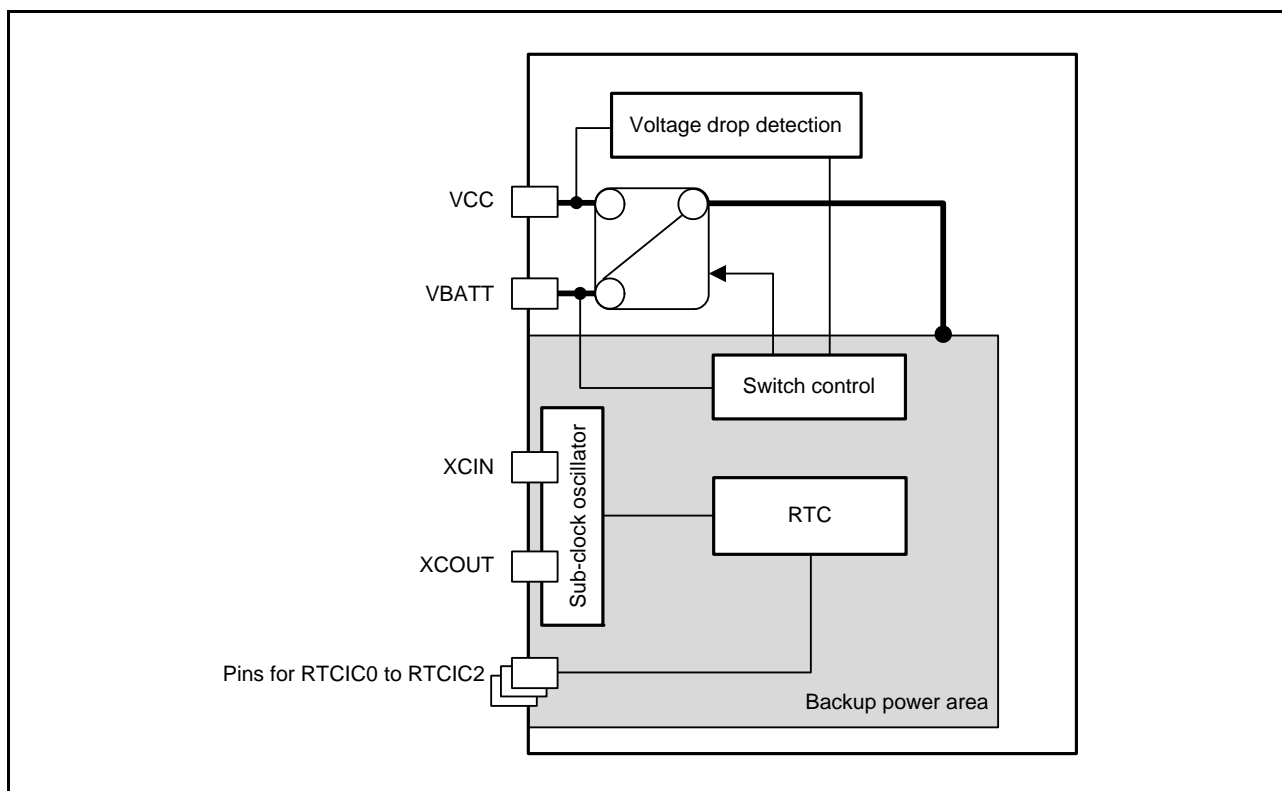 Voltage drop detection
VCC
VBATT
Switch control
XCIN
Sub-clock oscillator
RTC
XCOUT
Pins for RTCIC0 to RTCIC2
Backup power area